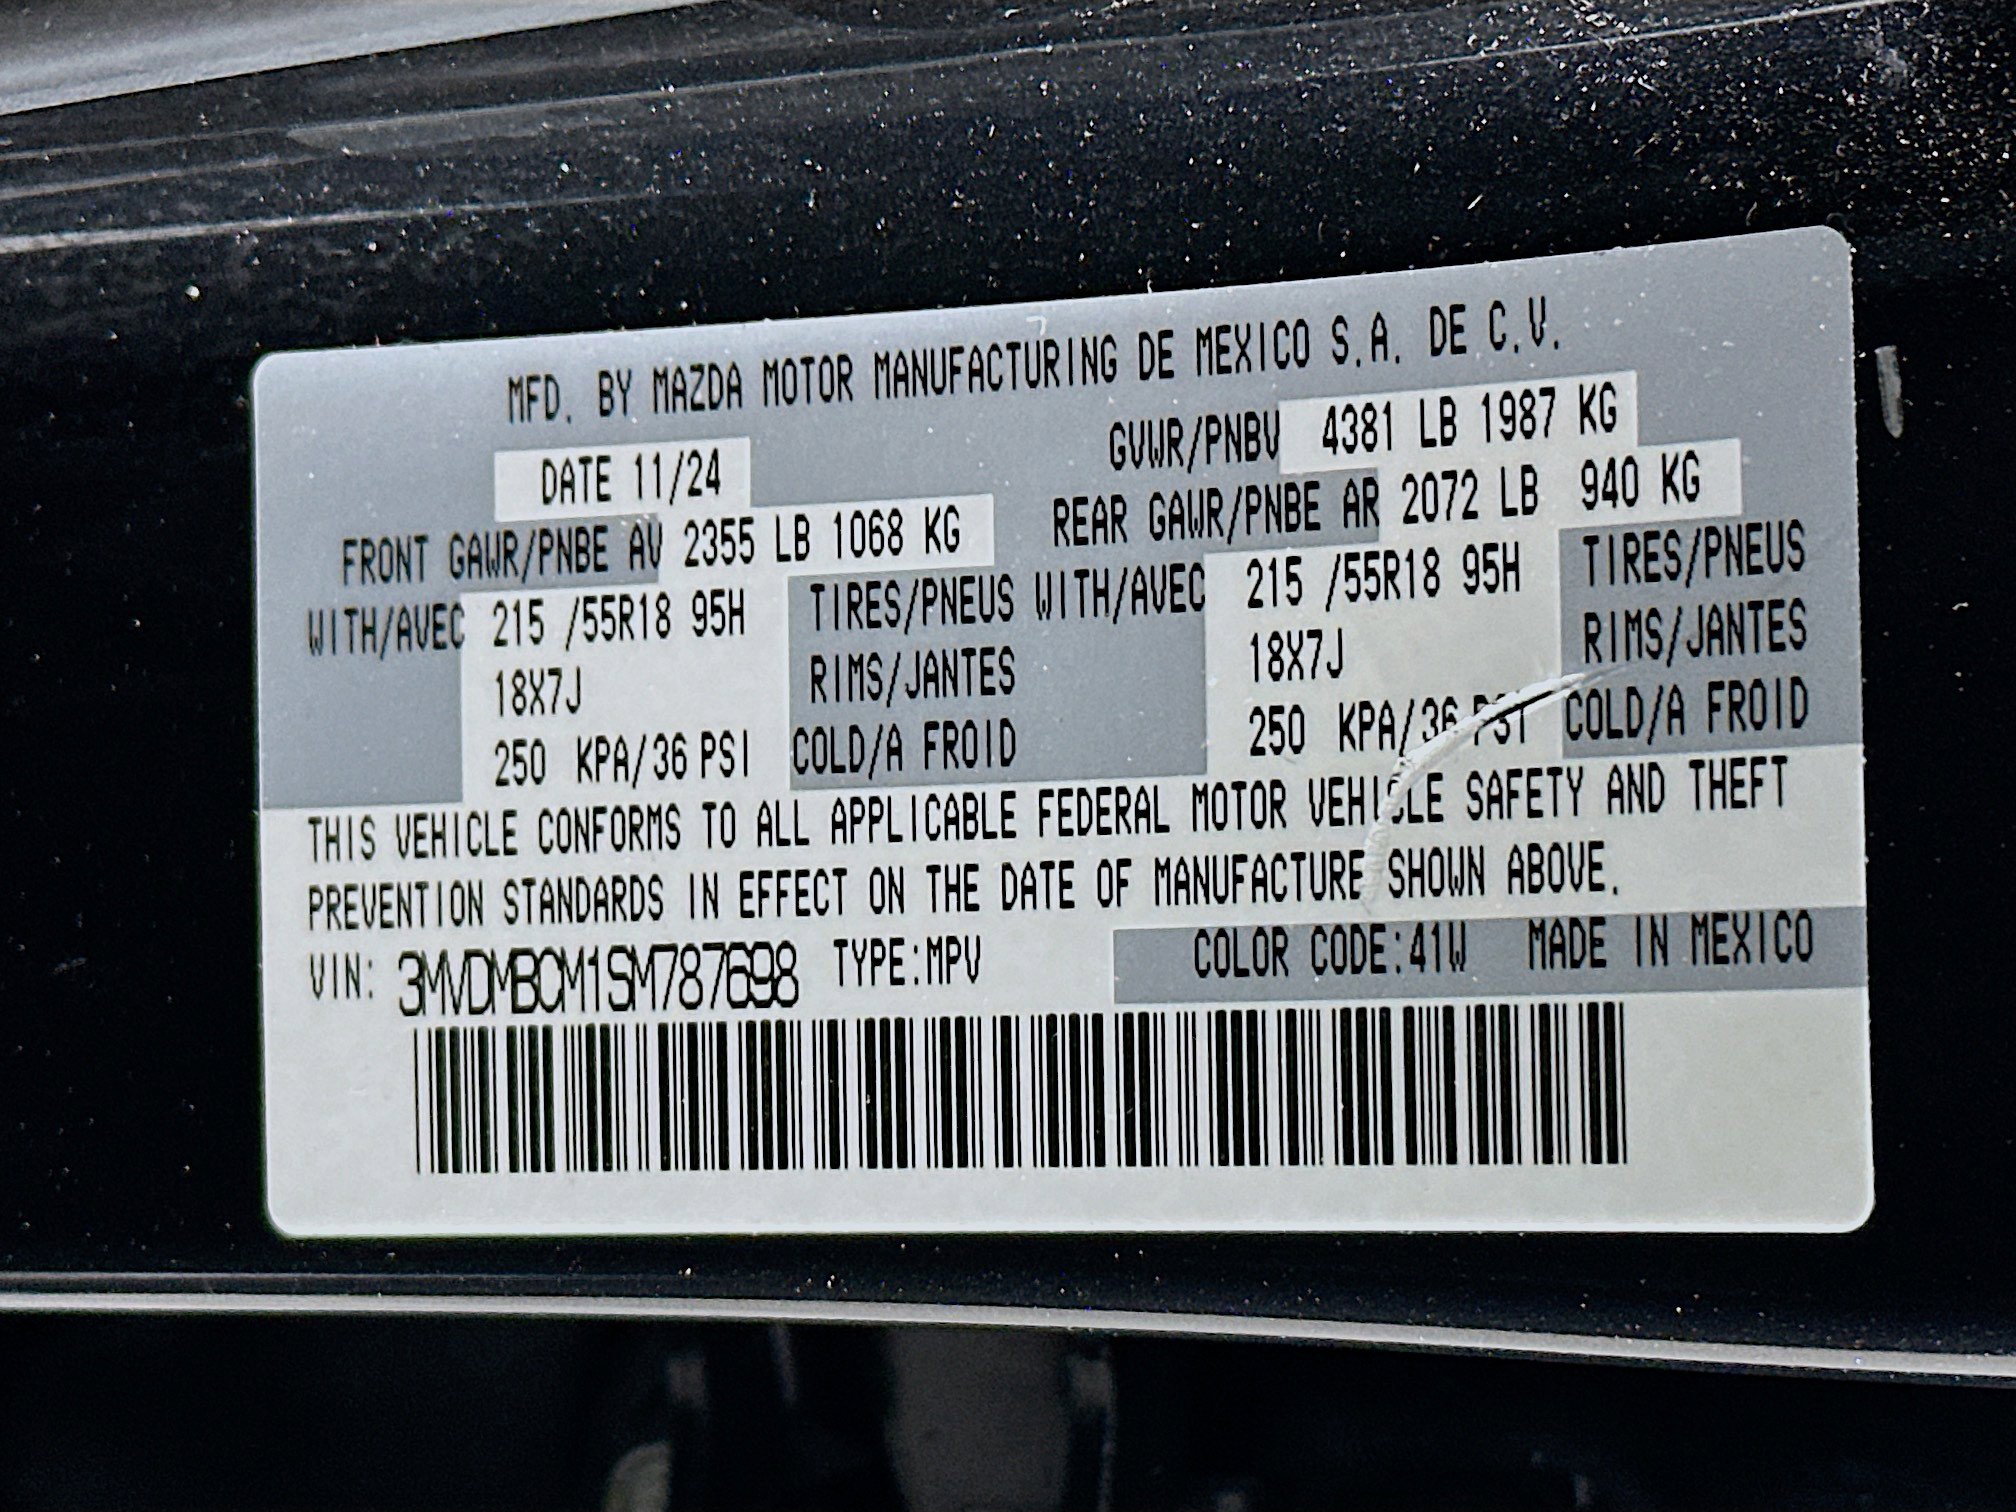 MFD. BY MAZDA MOTOR MANUFACTURING DE MEXICO S.A. DE C.V.
DATE 11/24 GVWR/PNBV 4381 LB 1987 KG
FRONT GAWR/PNBE AV 2355 LB 1068 KG REAR GAWR/PNBE AR 2072 LB 940 KG
WITH/AVEC 215 /55R18 95H TIRES/PNEUS WITH/AVEC 215 /55R18 95H TIRES/PNEUS
18X7J RIMS/JANTES 18X7J RIMS/JANTES
250 KPA/36 PSI COLD/A FROID 250 KPA/36 PSI COLD/A FROID
THIS VEHICLE CONFORMS TO ALL APPLICABLE FEDERAL MOTOR VEHICLE SAFETY AND THEFT
PREVENTION STANDARDS IN EFFECT ON THE DATE OF MANUFACTURE SHOWN ABOVE.
VIN: 3MVDMBCM1SM787698 TYPE:MPV COLOR CODE:41W MADE IN MEXICO